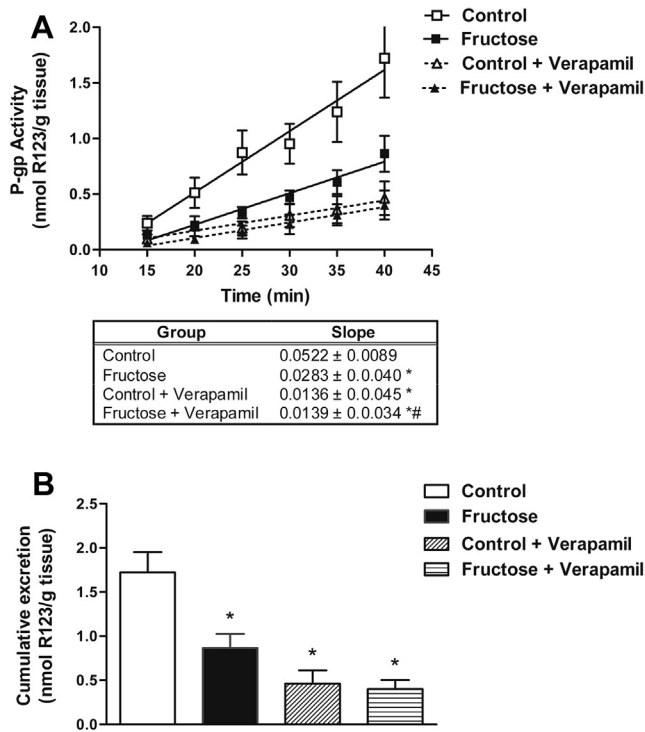 A
P-gp Activity
(nmol R123/g tissue)
2.0
1.5
1.0
0.5
0.0
10 15 20 25 30 35 40 45
Time (min)
Control
Fructose
Control + Verapamil
Fructose + Verapamil
Group Slope
Control 0.0522 ± 0.0089
Fructose 0.0283 ± 0.0.040 *
Control + Verapamil 0.0136 ± 0.0.045 *
Fructose + Verapamil 0.0139 ± 0.0.034 *#
B
Cumulative excretion
(nmol R123/g tissue)
2.5
2.0
1.5
1.0
0.5
0.0
* * *
Control
Fructose
Control + Verapamil
Fructose + Verapamil